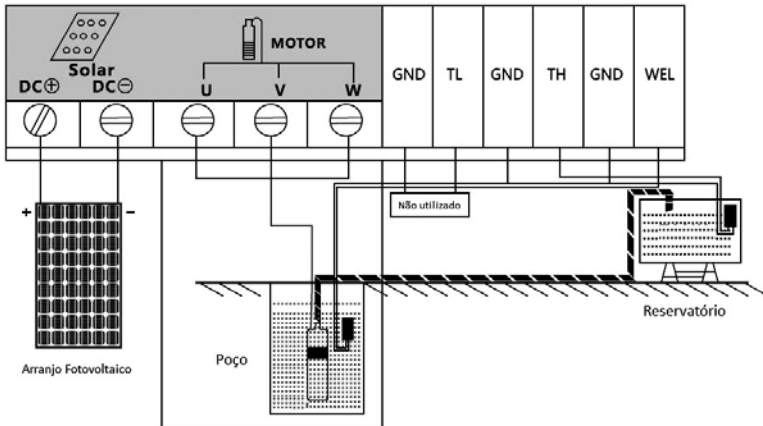 MOTOR
Solar
DC⊕ DC⊖
U V W
GND TL GND TH GND WEL
Não utilizado
+ −
Reservatório
Poço
Arranjo Fotovoltaico